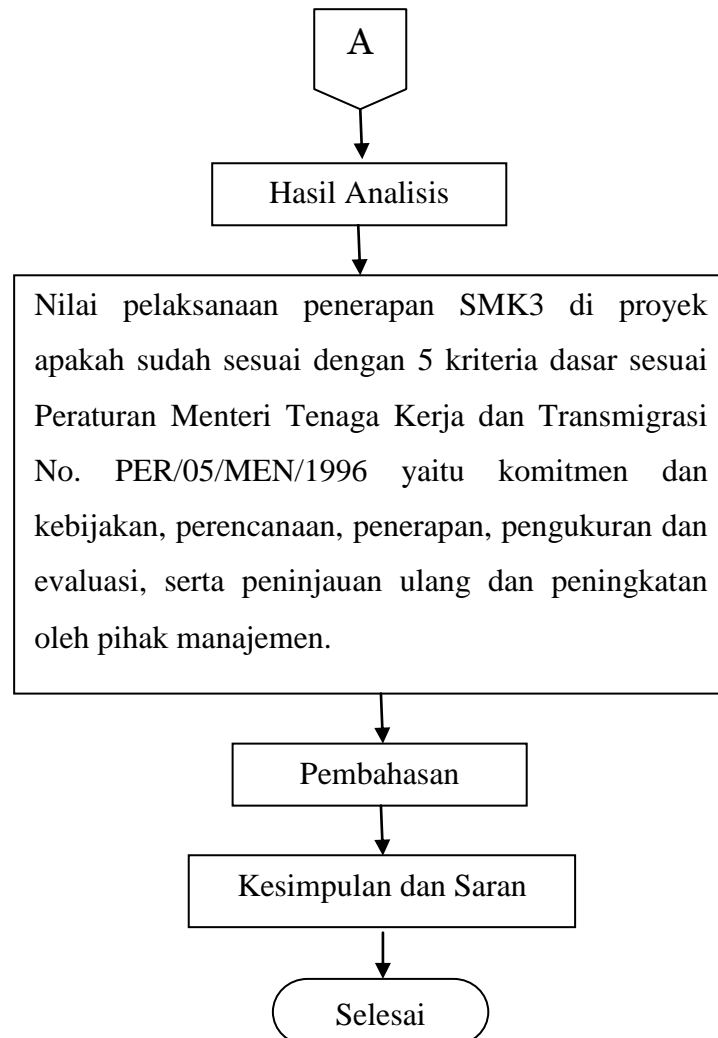 A
Hasil Analisis
Nilai pelaksanaan penerapan SMK3 di proyek
apakah sudah sesuai dengan 5 kriteria dasar sesuai
Peraturan Menteri Tenaga Kerja dan Transmigrasi
No. PER/05/MEN/1996 yaitu komitmen dan
kebijakan, perencanaan, penerapan, pengukuran dan
evaluasi, serta peninjauan ulang dan peningkatan
oleh pihak manajemen.
Pembahasan
Kesimpulan dan Saran
Selesai